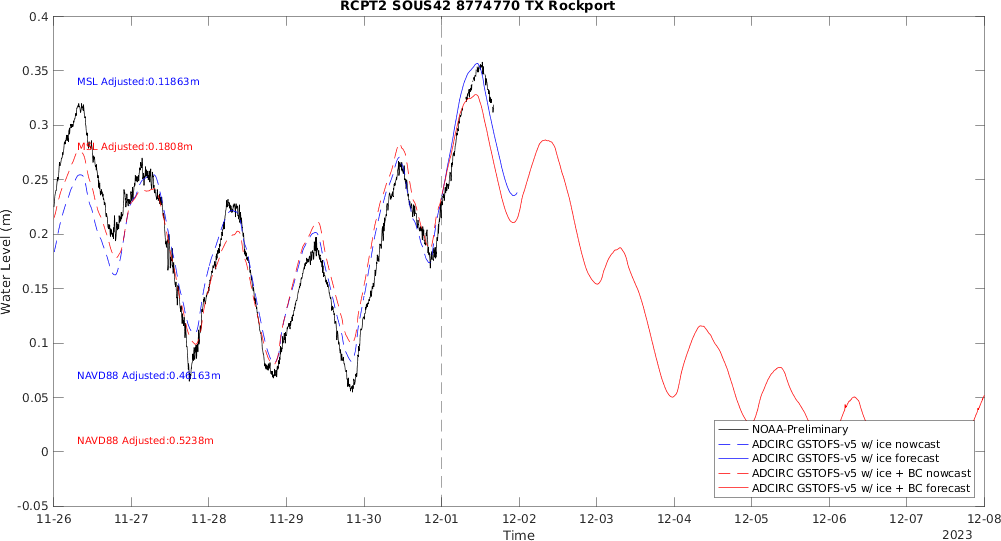 RCPT2 SOUS42 8774770 TX Rockport
0.4
0.35
0.3
0.25
0.2
0.15
0.1
0.05
0
-0.05
Water Level (m)
MSL Adjusted:0.11863m
MSL Adjusted:0.1808m
NAVD88 Adjusted:0.46163m
NAVD88 Adjusted:0.5238m
NOAA-Preliminary
ADCIRC GSTOFS-v5 w/ ice nowcast
ADCIRC GSTOFS-v5 w/ ice forecast
ADCIRC GSTOFS-v5 w/ ice + BC nowcast
ADCIRC GSTOFS-v5 w/ ice + BC forecast
11-26 11-27 11-28 11-29 11-30 12-01 12-02 12-03 12-04 12-05 12-06 12-07 12-08
Time
2023